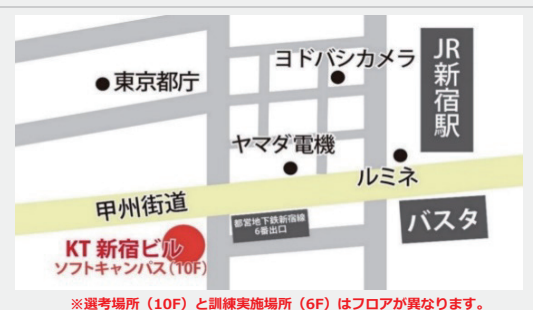 ヨドバシカメラ
JR新宿駅
東京都庁
ヤマダ電機
ルミネ
甲州街道
都営地下鉄新宿線
6番出口
バスタ
KT 新宿ビル
ソフトキャンパス(10F)
※選考場所（10F）と訓練実施場所（6F）はフロアが異なります。